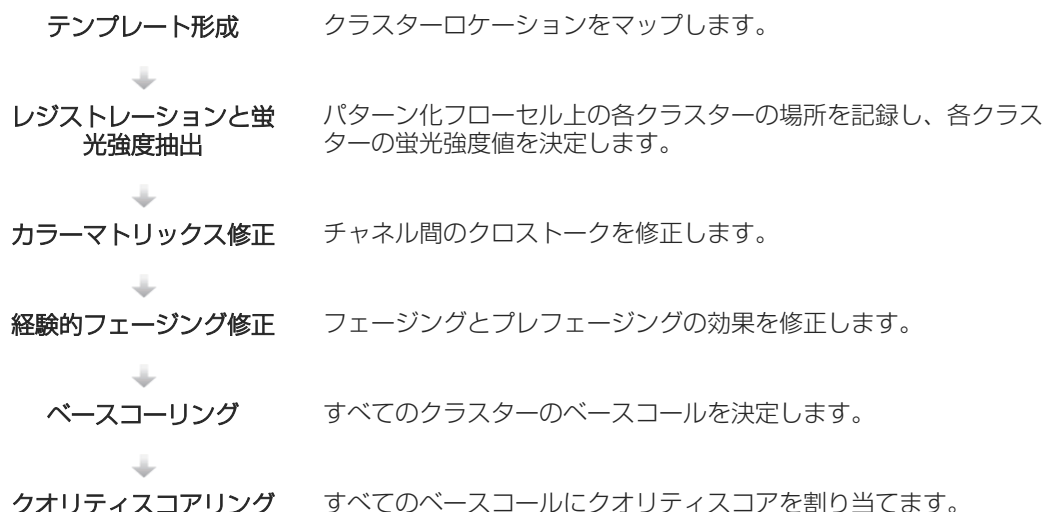 テンプレート形成
クラスターロケーションをマップします。
レジストレーションと蛍
光強度抽出
パターン化フローセル上の各クラスターの場所を記録し、各クラス
ターの蛍光強度値を決定します。
カラーマトリックス修正
チャネル間のクロストークを修正します。
経験的フェージング修正
フェージングとプレフェージングの効果を修正します。
ベースコーリング
すべてのクラスターのベースコールを決定します。
クオリティスコアリング
すべてのベースコールにクオリティスコアを割り当てます。